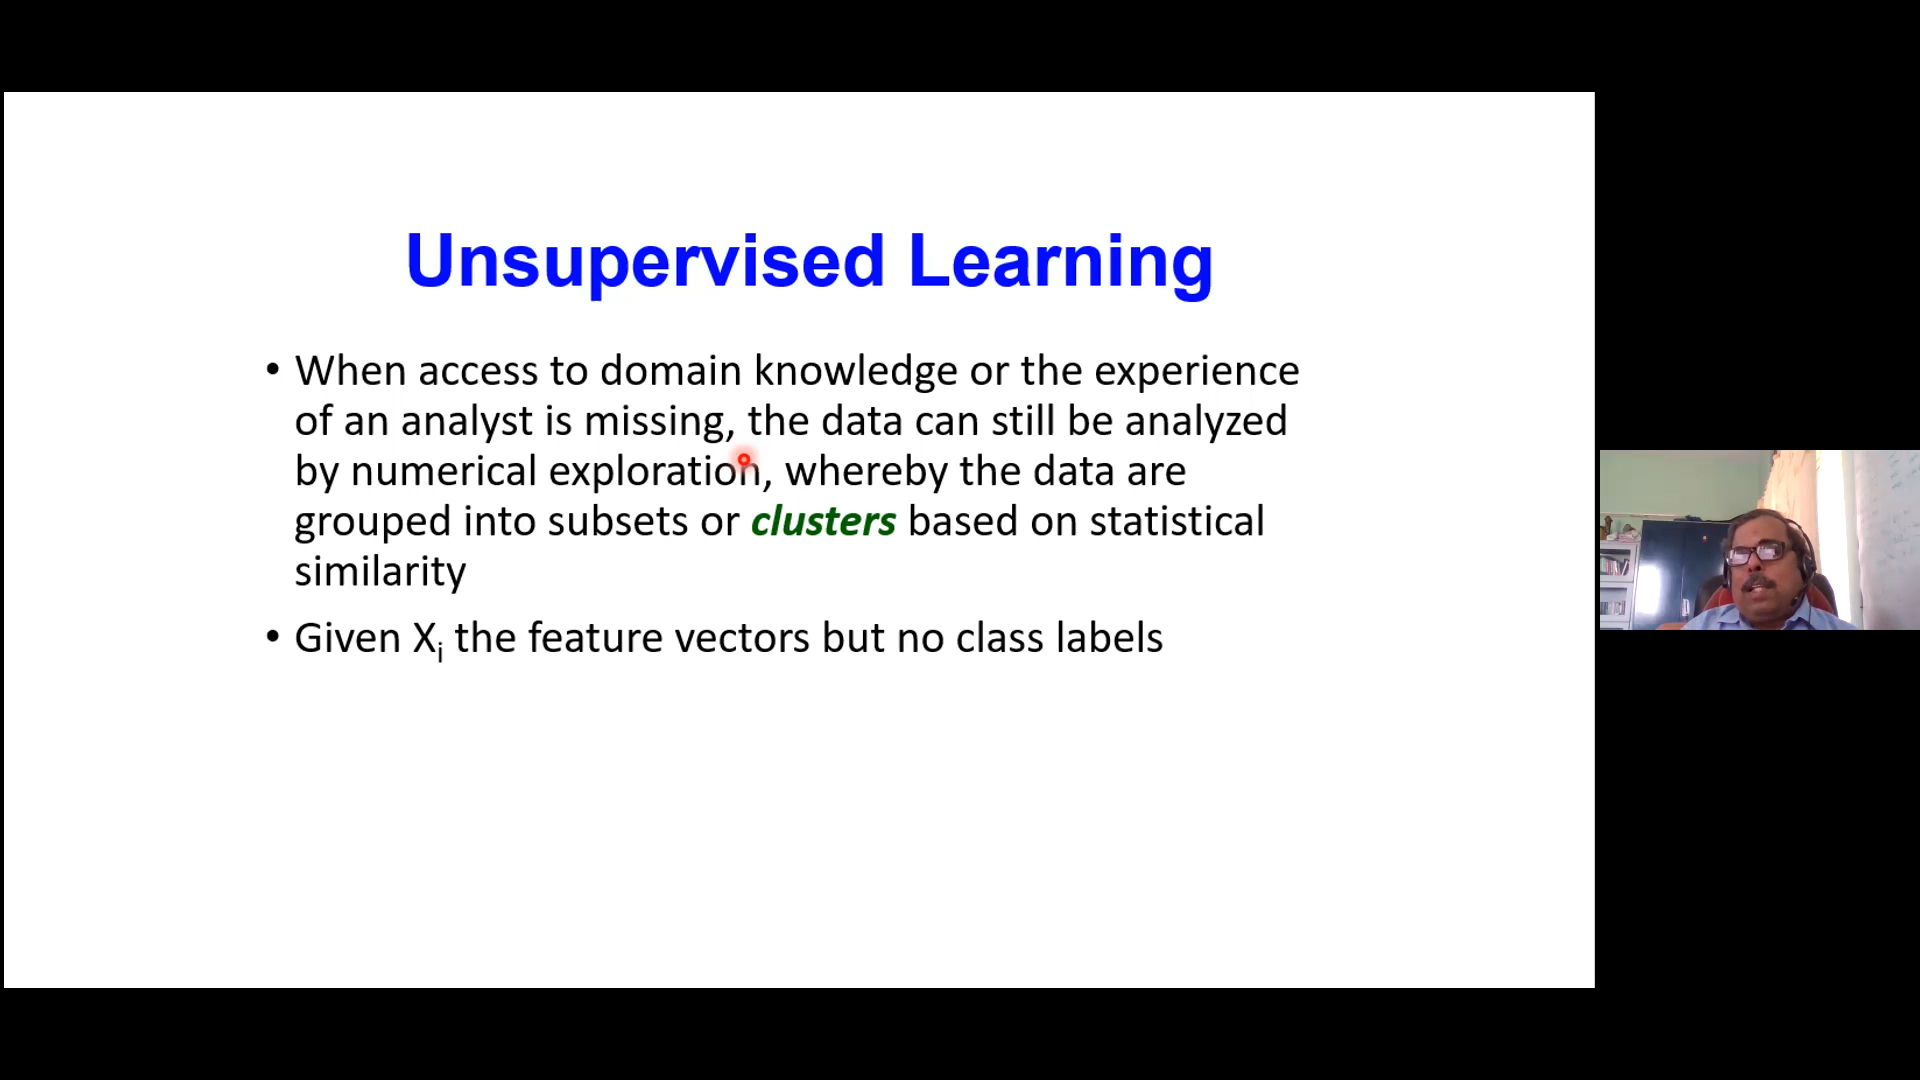 Unsupervised Learning
• When access to domain knowledge or the experience
of an analyst is missing, the data can still be analyzed
by numerical exploration, whereby the data are
grouped into subsets or clusters based on statistical
similarity
• Given Xi the feature vectors but no class labels